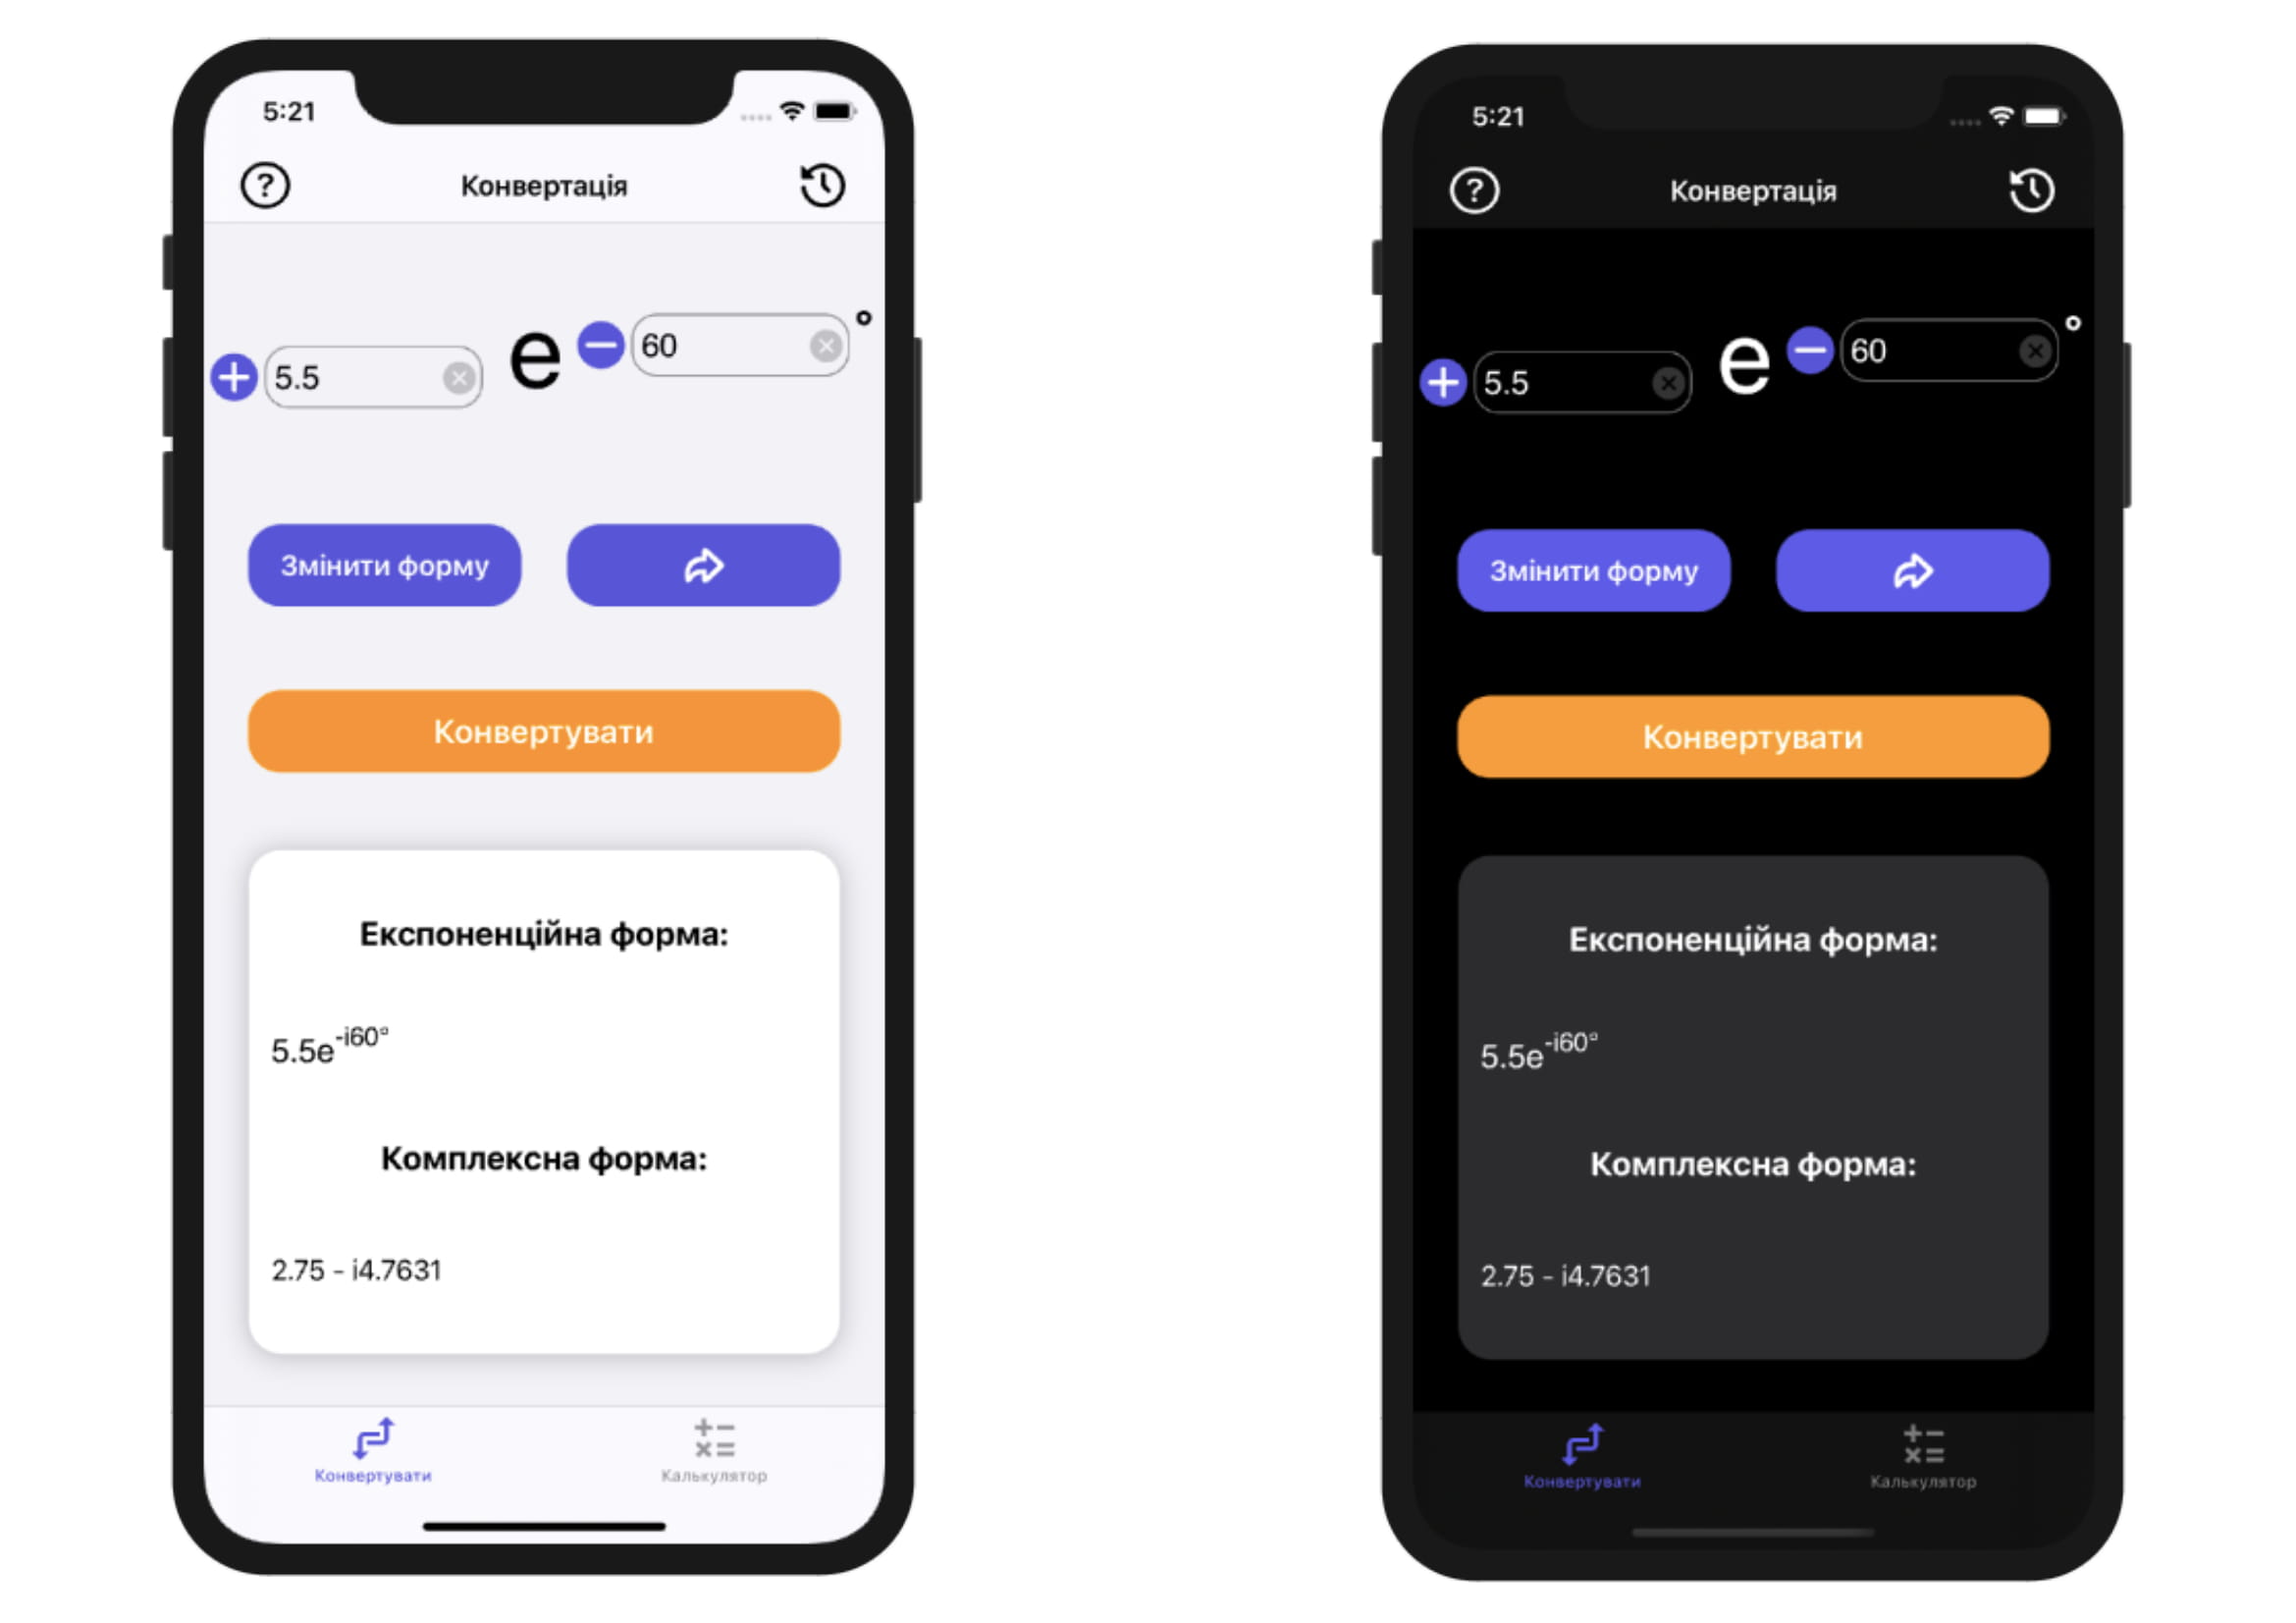 5:21
Конвертація
+ 5.5 e − 60 °
Змінити форму
Конвертувати
Експоненційна форма:
5.5e^-i60°
Комплексна форма:
2.75 - i4.7631
Конвертувати
Калькулятор
5:21
Конвертація
+ 5.5 e − 60 °
Змінити форму
Конвертувати
Експоненційна форма:
5.5e^-i60°
Комплексна форма:
2.75 - i4.7631
Конвертувати
Калькулятор